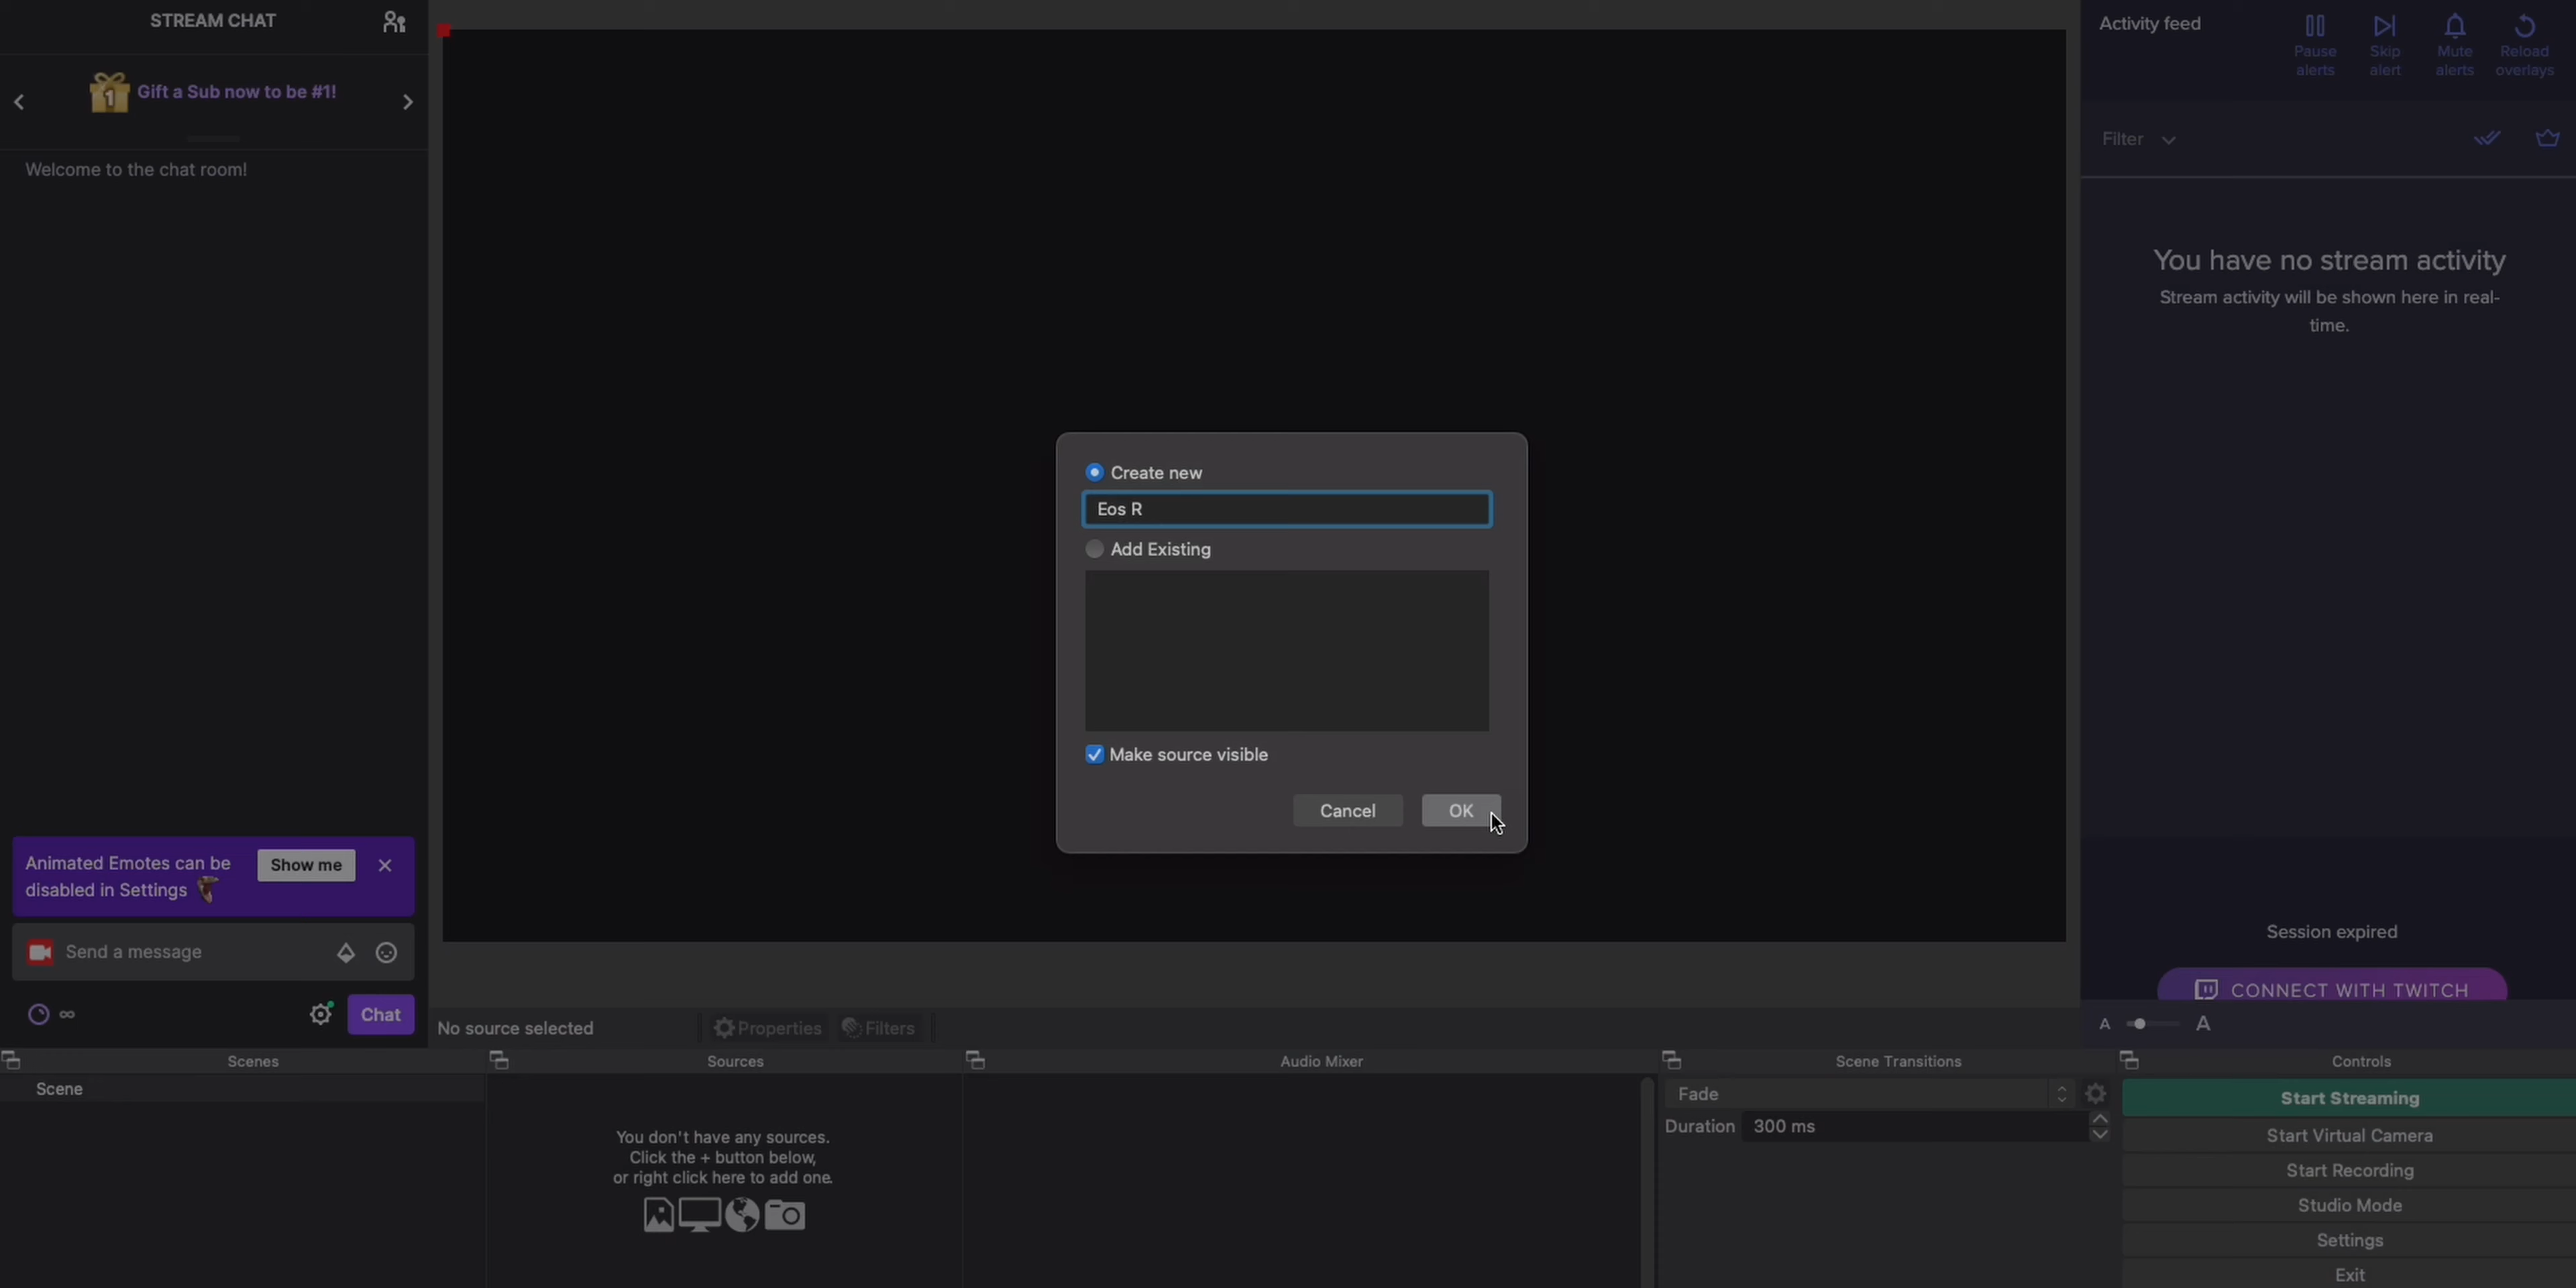 STREAM CHAT
1
Gift a Sub now to be #1!
Welcome to the chat room!
Animated Emotes can be
disabled in Settings
Show me
Send a message
∞
Chat
Create new
Eos R
Add Existing
Make source visible
Cancel
OK
Activity feed
Pause
alerts
Skip
alert
Mute
alerts
Reload
overlays
Filter
You have no stream activity
Stream activity will be shown here in real-
time.
Session expired
CONNECT WITH TWITCH
A
A
No source selected
Properties
Filters
Scenes
Scene
Sources
You don't have any sources.
Click the + button below,
or right click here to add one.
Audio Mixer
Scene Transitions
Fade
Duration
300 ms
Controls
Start Streaming
Start Virtual Camera
Start Recording
Studio Mode
Settings
Exit